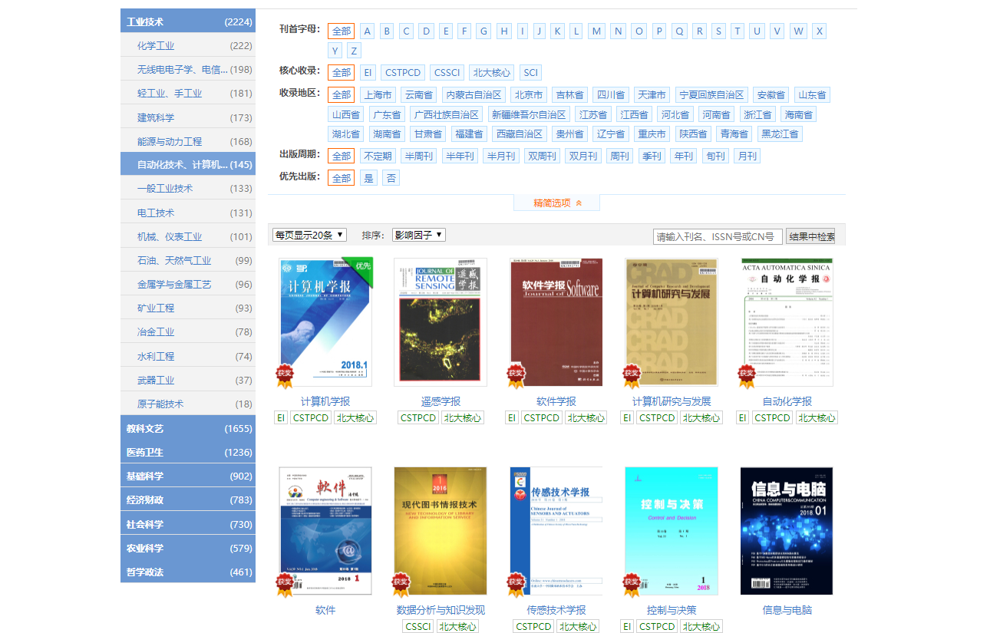 工业技术 (2224)
化学工业 (222)
无线电电子学、电信... (198)
轻工业、手工业 (181)
建筑科学 (173)
能源与动力工程 (168)
自动化技术、计算机... (145)
一般工业技术 (133)
电工技术 (131)
机械、仪表工业 (101)
石油、天然气工业 (99)
金属学与金属工艺 (96)
矿业工程 (93)
冶金工业 (78)
水利工程 (74)
武器工业 (37)
原子能技术 (18)
教科文艺 (1655)
医药卫生 (1236)
基础科学 (902)
经济财政 (783)
社会科学 (730)
农业科学 (579)
哲学政法 (461)
刊首字母： 全部 A B C D E F G H I J K L M N O P Q R S T U V W X
Y Z
核心收录： 全部 EI CSTPCD CSSCI 北大核心 SCI
收录地区： 全部 上海市 云南省 内蒙古自治区 北京市 吉林省 四川省 天津市 宁夏回族自治区 安徽省 山东省
山西省 广东省 广西壮族自治区 新疆维吾尔自治区 江苏省 江西省 河北省 河南省 浙江省 海南省
湖北省 湖南省 甘肃省 福建省 西藏自治区 贵州省 辽宁省 重庆市 陕西省 青海省 黑龙江省
出版周期： 全部 不定期 半周刊 半年刊 半月刊 双周刊 双月刊 周刊 季刊 年刊 旬刊 月刊
优先出版： 全部 是 否
精简选项
每页显示20条 排序： 影响因子 请输入刊名、ISSN号或CN号 结果中检索
优先
计算机学报
2018.1
获奖
JOURNAL OF
REMOTE
SENSING
遥感
学报
软件学报
Journal of Software
获奖
CRAD
Journal of Computer Research and Development
计算机研究与发展
CRAD
CRAD
CRAD
获奖
ACTA AUTOMATICA SINICA
自动化学报
获奖
计算机学报 遥感学报 软件学报 计算机研究与发展 自动化学报
EI CSTPCD 北大核心 CSTPCD 北大核心 EI CSTPCD 北大核心 EI CSTPCD 北大核心 EI CSTPCD 北大核心
軟件
2018 1
获奖
1
2016
现代图书情报技术
NEW TECHNOLOGY OF LIBRARY
AND INFORMATION SERVICE
获奖
传感技术学报
Chinese Journal of
SENSORS AND ACTUATORS
获奖
控制与决策
Control and Decision
1
2018
获奖
信息与电脑
CHINA COMPUTER&COMMUNICATION
2018. 01
软件 数据分析与知识发现 传感技术学报 控制与决策 信息与电脑
CSSCI 北大核心 CSTPCD 北大核心 EI CSTPCD 北大核心